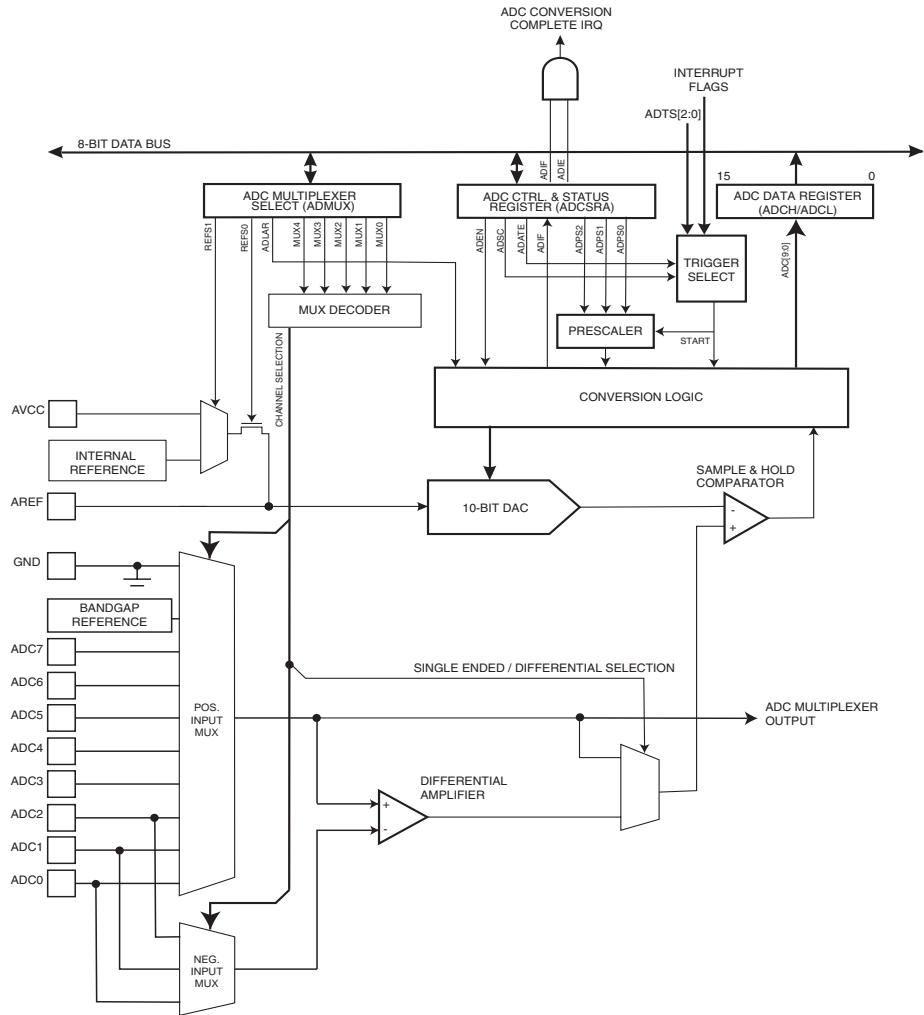 ADC CONVERSION
COMPLETE IRQ
INTERRUPT
FLAGS
ADTS[2:0]
8-BIT DATA BUS
ADIF
ADIE
15
0
ADC MULTIPLEXER
SELECT (ADMUX)
ADC CTRL. & STATUS
REGISTER (ADCSRA)
ADC DATA REGISTER
(ADCH/ADCL)
REFS1
REFS0
ADLAR
MUX4
MUX3
MUX2
MUX1
MUX0
ADEN
ADSC
ADATE
ADIF
ADPS2
ADPS1
ADPS0
ADC[9:0]
TRIGGER
SELECT
MUX DECODER
PRESCALER
START
CHANNEL SELECTION
CONVERSION LOGIC
AVCC
INTERNAL
REFERENCE
SAMPLE & HOLD
COMPARATOR
AREF
10-BIT DAC
-
+
GND
BANDGAP
REFERENCE
ADC7
SINGLE ENDED / DIFFERENTIAL SELECTION
ADC6
ADC5
POS.
INPUT
MUX
ADC MULTIPLEXER
OUTPUT
ADC4
ADC3
DIFFERENTIAL
AMPLIFIER
ADC2
+
-
ADC1
ADC0
NEG.
INPUT
MUX